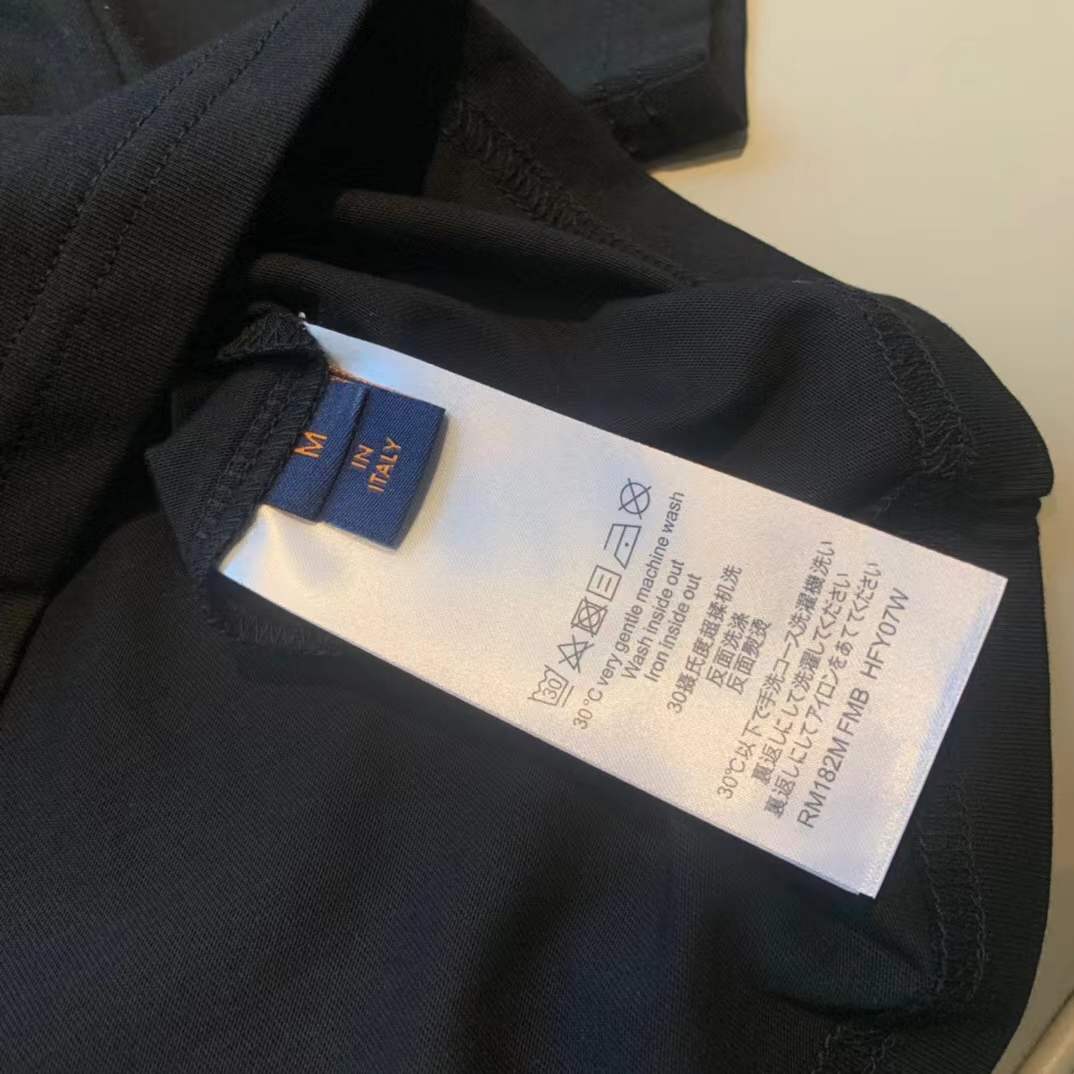 M
IN
ITALY
30
30°C very gentle machine wash
Wash inside out
Iron inside out
30摄氏度超揉机洗
反面洗涤
反面熨烫
30℃以下で手洗コース洗濯機洗い
裏返しにして洗濯してください
裏返しにしてアイロンをあててください
RM182M FMB HFY07W